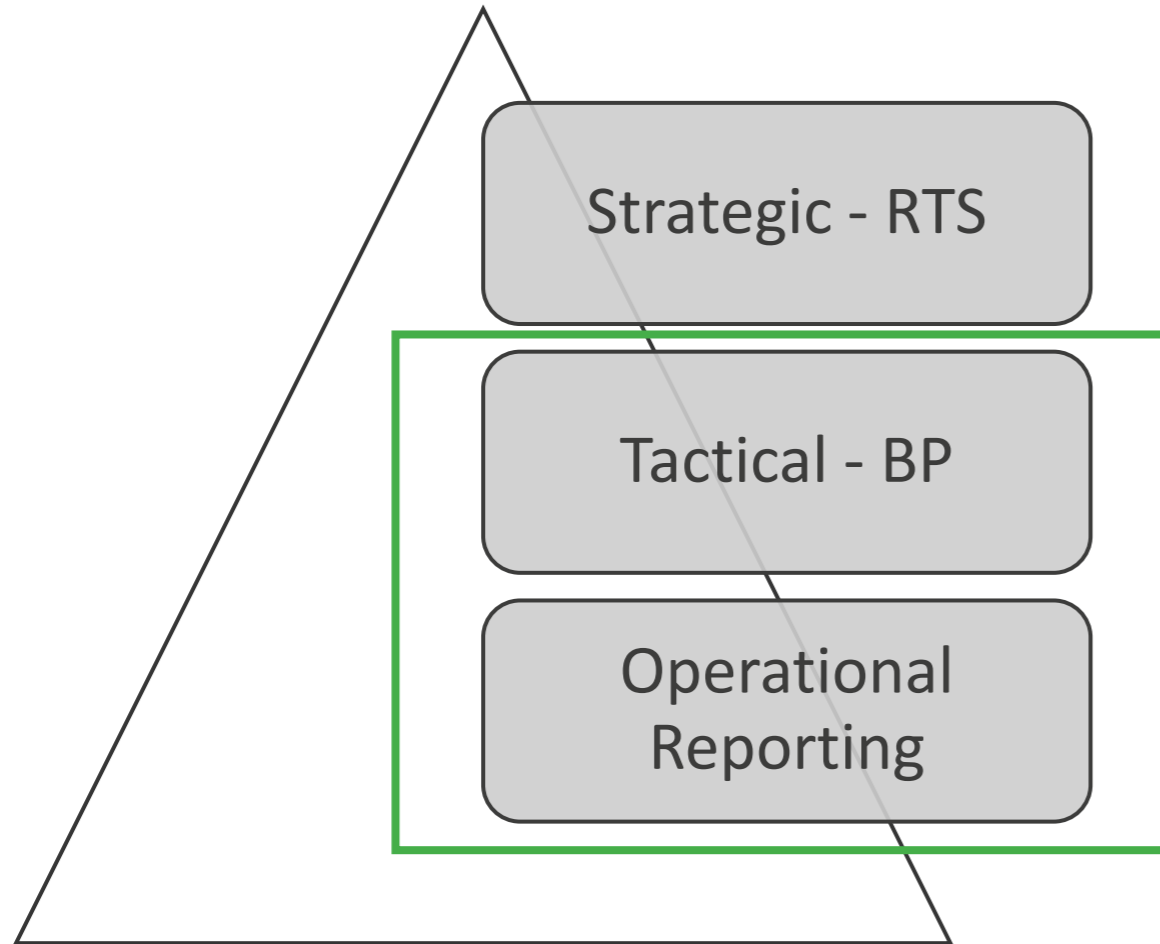 Strategic - RTS
Tactical - BP
Operational
Reporting